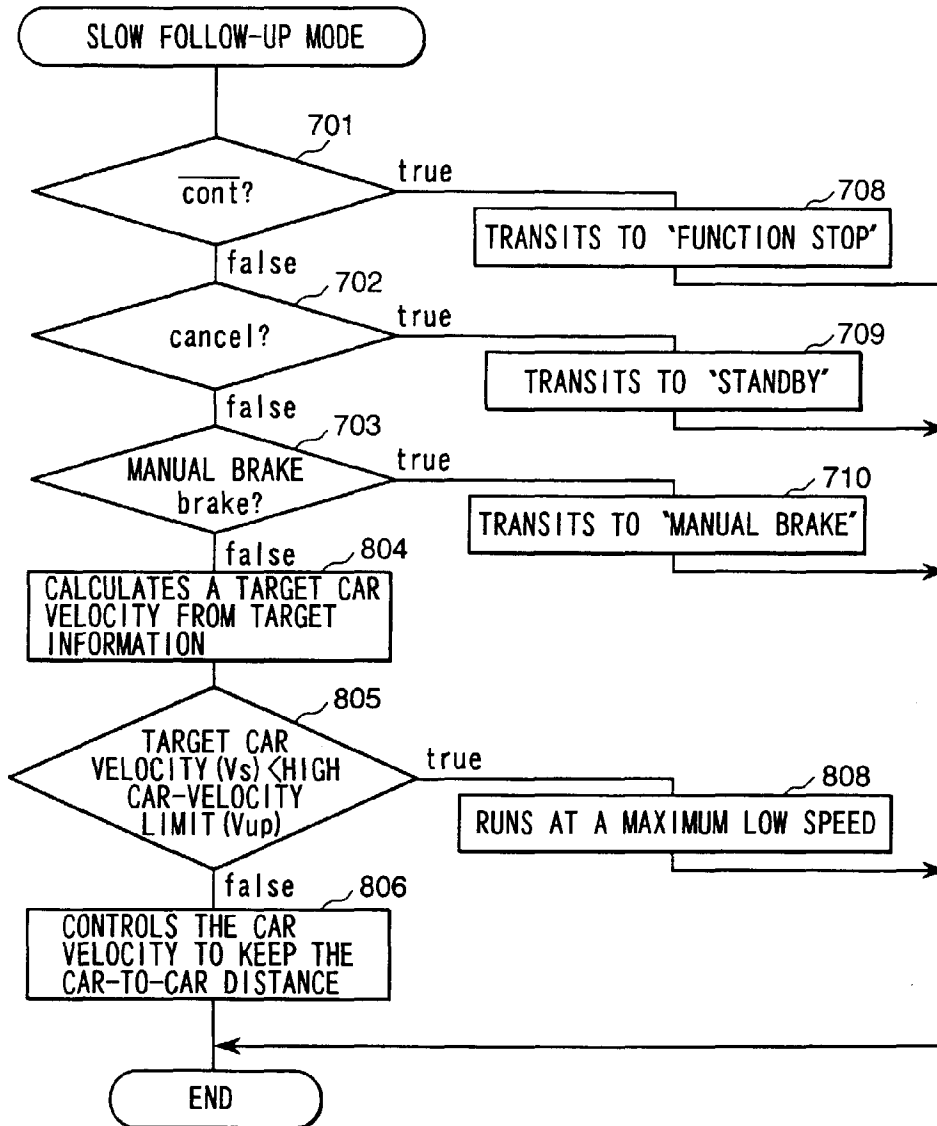 SLOW FOLLOW-UP MODE
701
c̅o̅n̅t̅?
true
708
TRANSITS TO "FUNCTION STOP"
false
702
cancel?
true
709
TRANSITS TO "STANDBY"
false
703
MANUAL BRAKE
brake?
true
710
TRANSITS TO "MANUAL BRAKE"
false
804
CALCULATES A TARGET CAR
VELOCITY FROM TARGET
INFORMATION
805
TARGET CAR
VELOCITY(Vs)<HIGH
CAR-VELOCITY
LIMIT(Vup)
true
808
RUNS AT A MAXIMUM LOW SPEED
false
806
CONTROLS THE CAR
VELOCITY TO KEEP THE
CAR-TO-CAR DISTANCE
END